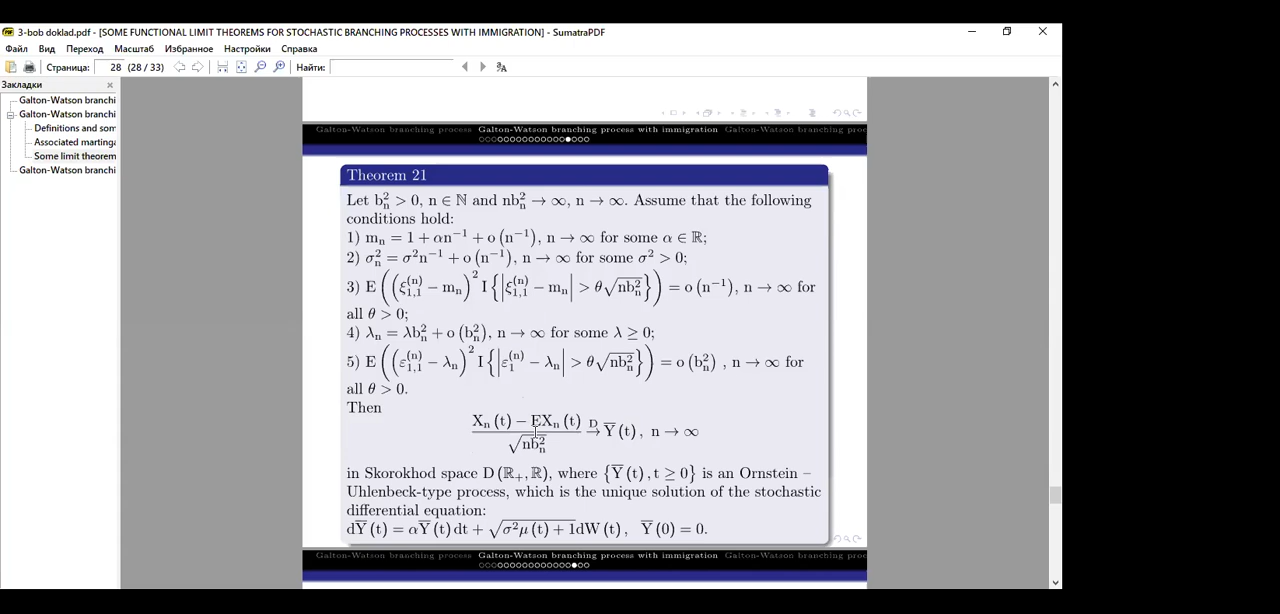 3-bob doklad.pdf - [SOME FUNCTIONAL LIMIT THEOREMS FOR STOCHASTIC BRANCHING PROCESSES WITH IMMIGRATION] - SumatraPDF
Файл Вид Переход Масштаб Избранное Настройки Справка
Страница: 28 (28 / 33) Найти:
Закладки
Galton-Watson branchi
Galton-Watson branchi
Definitions and som
Associated marting
Some limit theorem
Galton-Watson branchi
Galton-Watson branching process Galton-Watson branching process with immigration Galton-Watson branching proc
Theorem 21
Let b_n^2 > 0, n ∈ ℕ and nb_n^2 → ∞, n → ∞. Assume that the following
conditions hold:
1) m_n = 1 + αn^{-1} + o (n^{-1}), n → ∞ for some α ∈ ℝ;
2) σ_n^2 = σ^2n^{-1} + o (n^{-1}), n → ∞ for some σ^2 > 0;
3) E ((ξ_{1,1}^{(n)} − m_n)^2 I {|ξ_{1,1}^{(n)} − m_n| > θ√(nb_n^2)}) = o (n^{-1}), n → ∞ for
all θ > 0;
4) λ_n = λb_n^2 + o (b_n^2), n → ∞ for some λ ≥ 0;
5) E ((ε_{1,1}^{(n)} − λ_n)^2 I {|ε_1^{(n)} − λ_n| > θ√(nb_n^2)}) = o (b_n^2) , n → ∞ for
all θ > 0.
Then
(X_n (t) − EX_n (t)) / √(nb_n^2) →^D Y̅ (t) , n → ∞
in Skorokhod space D (ℝ_+, ℝ), where {Y̅ (t) , t ≥ 0} is an Ornstein –
Uhlenbeck-type process, which is the unique solution of the stochastic
differential equation:
dY̅ (t) = αY̅ (t) dt + √(σ^2μ (t) + 1)dW (t) , Y̅ (0) = 0.
Galton-Watson branching process Galton-Watson branching process with immigration Galton-Watson branching proc